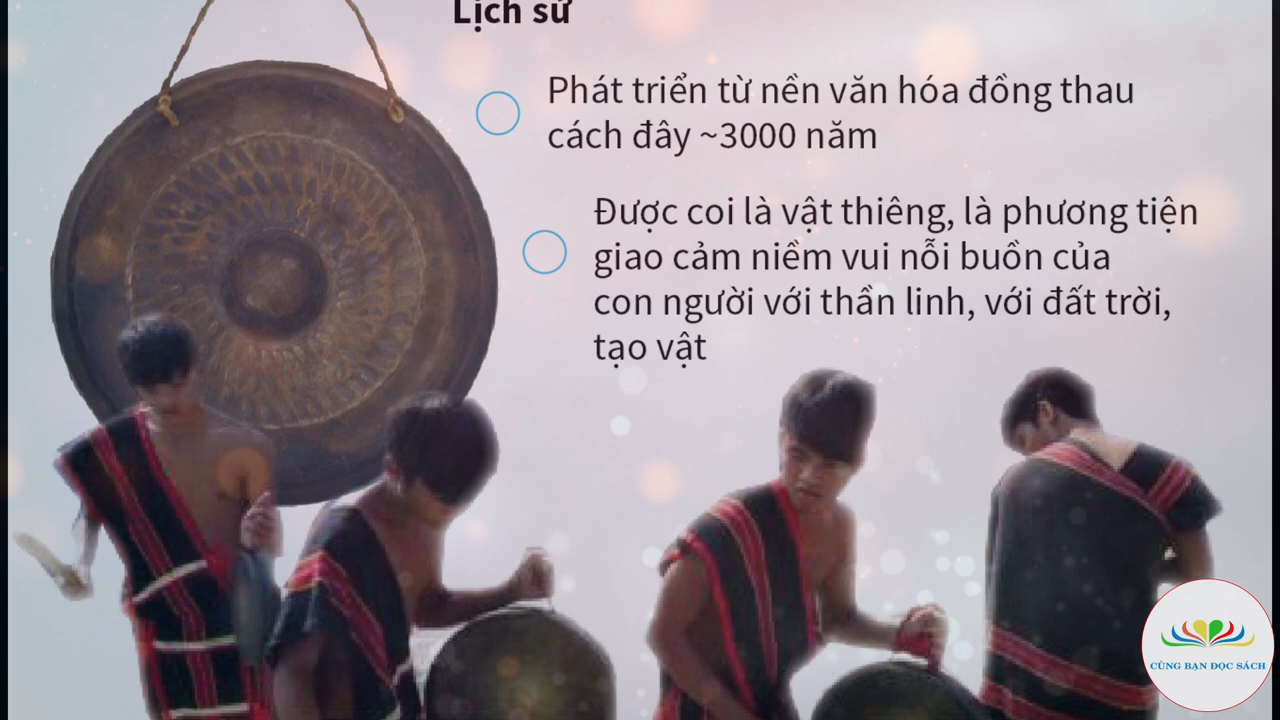 Lịch sử
Phát triển từ nền văn hóa đồng thau
cách đây ~3000 năm
Được coi là vật thiêng, là phương tiện
giao cảm niềm vui nỗi buồn của
con người với thần linh, với đất trời,
tạo vật
CÙNG BẠN ĐỌC SÁCH